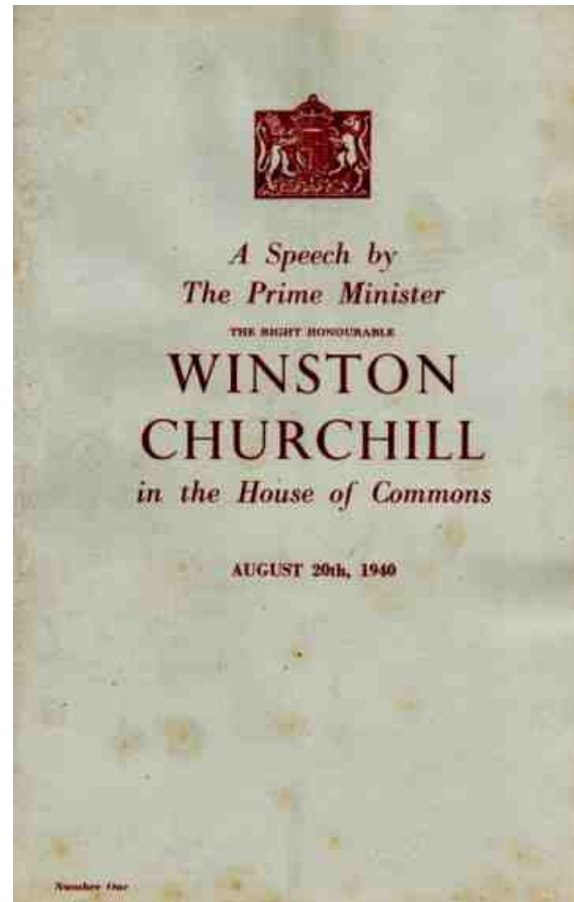 A Speech by
The Prime Minister
THE RIGHT HONOURABLE
WINSTON
CHURCHILL
in the House of Commons
AUGUST 20th, 1940
Number One